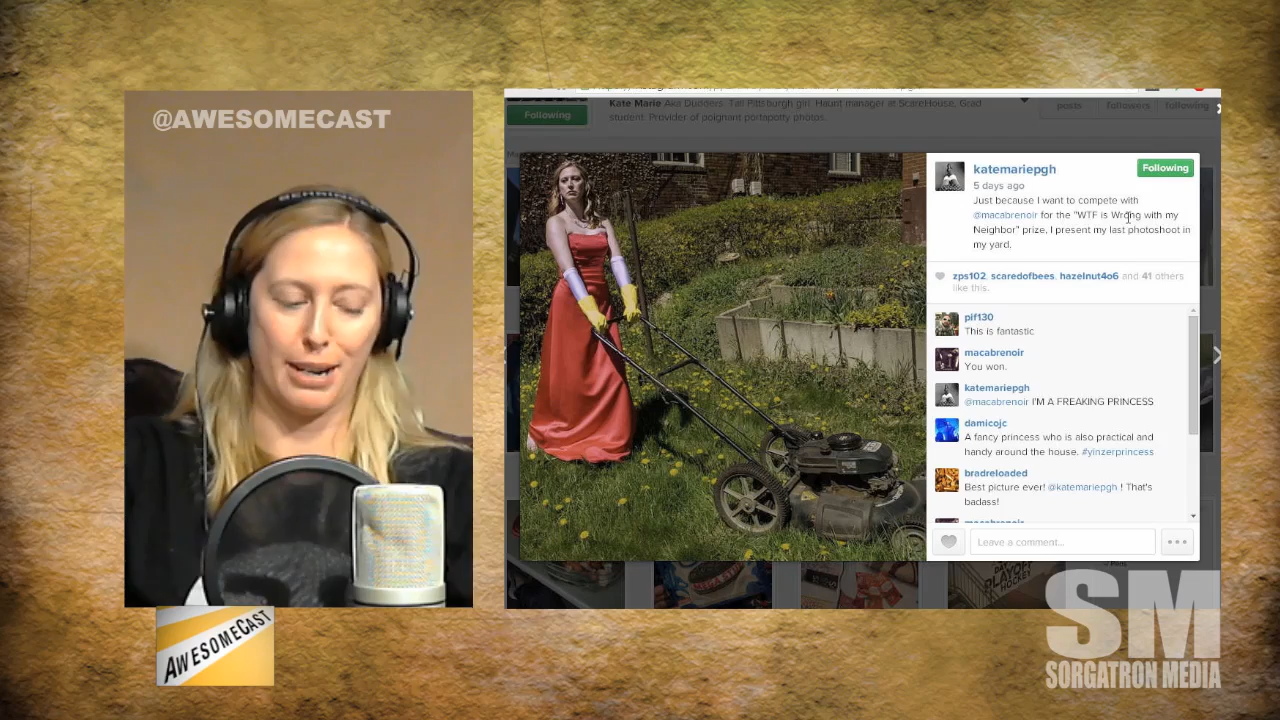 @AWESOMECAST
Kate Marie Aka Dudders. Tall Pittsburgh girl. Haunt manager at ScareHouse, Grad
student. Provider of poignant portapotty photos.
Following
posts followers following
katemariepgh
Following
5 days ago
Just because I want to compete with
@macabrenoir for the "WTF is Wrong with my
Neighbor" prize, I present my last photoshoot in
my yard.
zps102, scaredofbees, hazelnut4o6 and 41 others
like this.
pif130
This is fantastic
macabrenoir
You won.
katemariepgh
@macabrenoir I'M A FREAKING PRINCESS
damicojc
A fancy princess who is also practical and
handy around the house. #yinzerprincess
bradreloaded
Best picture ever! @katemariepgh ! That's
badass!
macabrenoir
Leave a comment...
PLAYOFF
HOCKEY
AWESOMECAST
SM
SORGATRON MEDIA